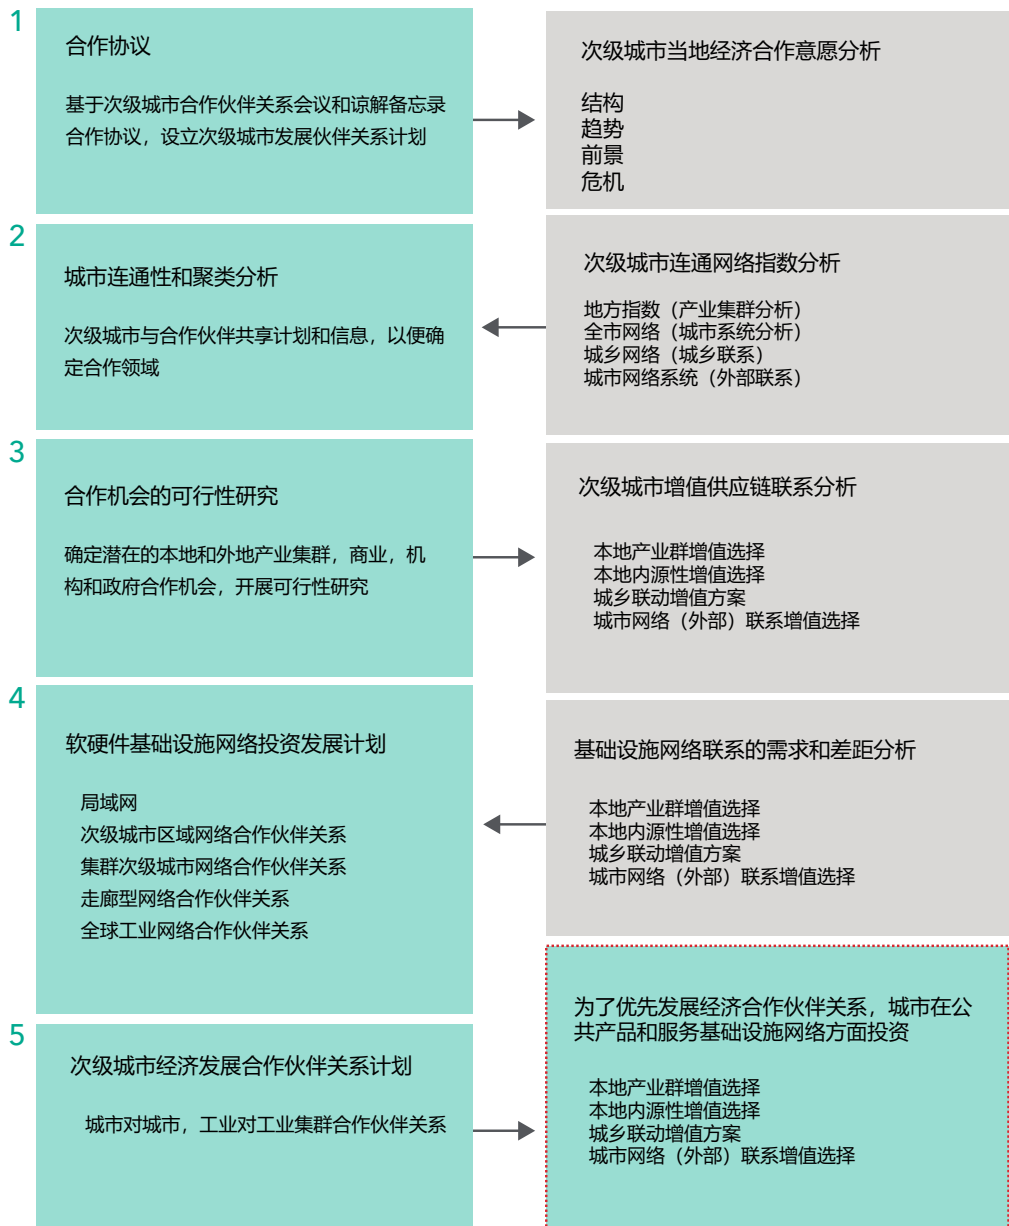 1
合作协议
基于次级城市合作伙伴关系会议和谅解备忘录
合作协议，设立次级城市发展伙伴关系计划
次级城市当地经济合作意愿分析
结构
趋势
前景
危机
2
城市连通性和聚类分析
次级城市与合作伙伴共享计划和信息，以便确
定合作领域
次级城市连通网络指数分析
地方指数（产业集群分析）
全市网络（城市系统分析）
城乡网络（城乡联系）
城市网络系统（外部联系）
3
合作机会的可行性研究
确定潜在的本地和外地产业集群，商业，机
构和政府合作机会，开展可行性研究
次级城市增值供应链联系分析
本地产业群增值选择
本地内源性增值选择
城乡联动增值方案
城市网络（外部）联系增值选择
4
软硬件基础设施网络投资发展计划
局域网
次级城市区域网络合作伙伴关系
集群次级城市网络合作伙伴关系
走廊型网络合作伙伴关系
全球工业网络合作伙伴关系
基础设施网络联系的需求和差距分析
本地产业群增值选择
本地内源性增值选择
城乡联动增值方案
城市网络（外部）联系增值选择
5
次级城市经济发展合作伙伴关系计划
城市对城市，工业对工业集群合作伙伴关系
为了优先发展经济合作伙伴关系，城市在公
共产品和服务基础设施网络方面投资
本地产业群增值选择
本地内源性增值选择
城乡联动增值方案
城市网络（外部）联系增值选择